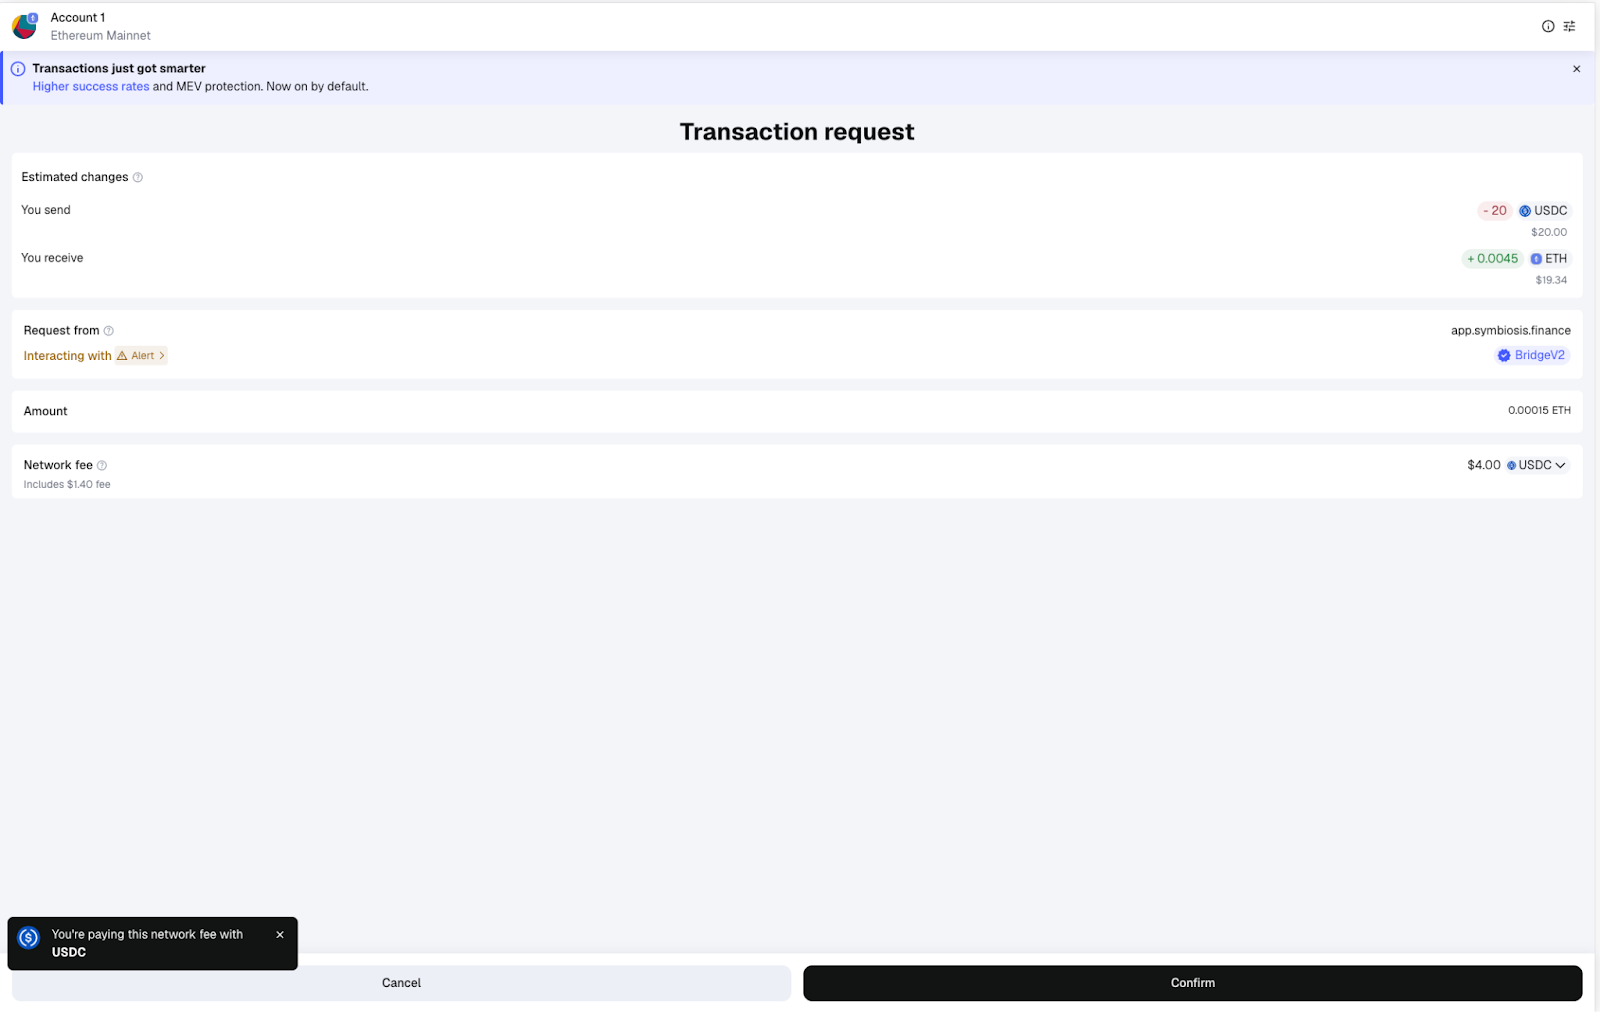 Account 1
Ethereum Mainnet
Transactions just got smarter
Higher success rates and MEV protection. Now on by default.
Transaction request
Estimated changes
You send
- 20 USDC
$20.00
You receive
+ 0.0045 ETH
$19.34
Request from
app.symbiosis.finance
Interacting with Alert
BridgeV2
Amount
0.00015 ETH
Network fee
$4.00 USDC
Includes $1.40 fee
You're paying this network fee with
USDC
Cancel
Confirm